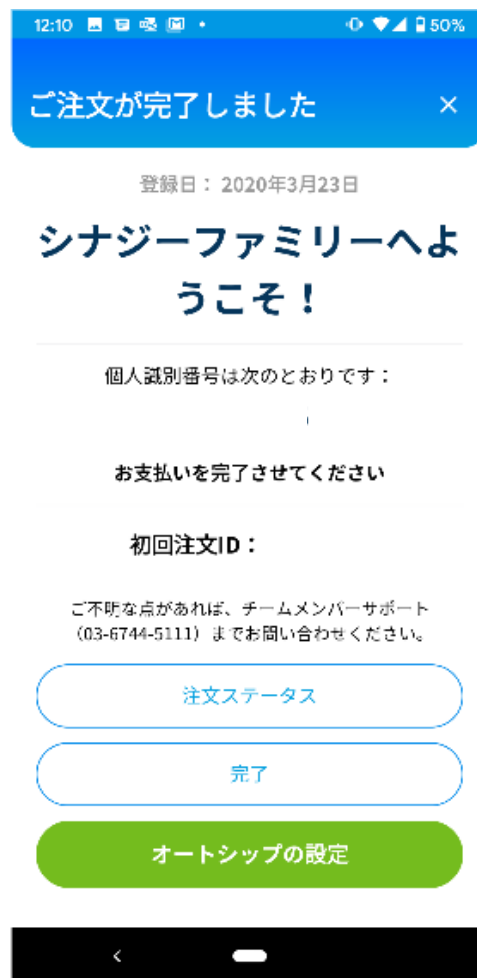 12:10 50%
ご注文が完了しました ×
登録日： 2020年3月23日
シナジーファミリーへよ
うこそ！
個人識別番号は次のとおりです：
お支払いを完了させてください
初回注文ID：
ご不明な点があれば、チームメンバーサポート
（03-6744-5111）までお問い合わせください。
注文ステータス
完了
オートシップの設定